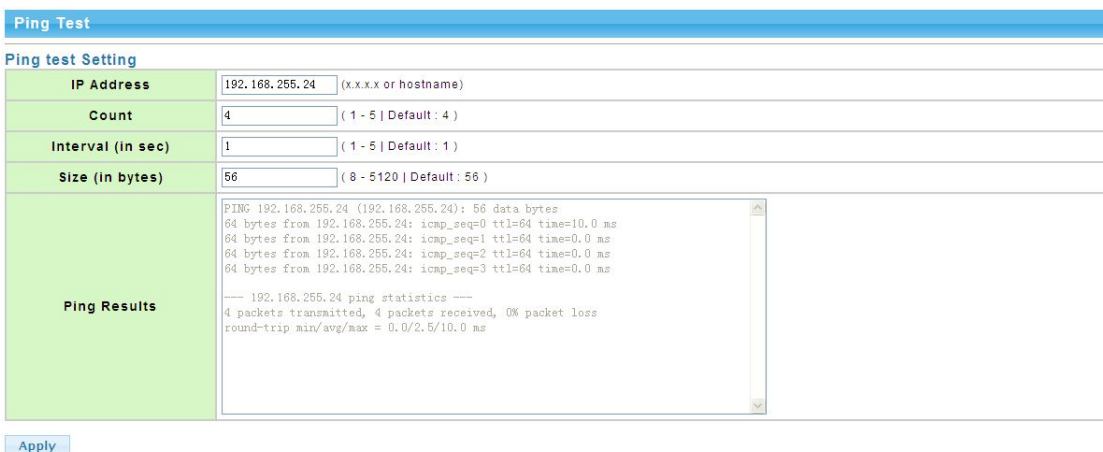 Ping Test
Ping test Setting
IP Address 192.168.255.24 (x.x.x.x or hostname)
Count 4 ( 1 - 5 | Default : 4 )
Interval (in sec) 1 ( 1 - 5 | Default : 1 )
Size (in bytes) 56 ( 8 - 5120 | Default : 56 )
Ping Results
PING 192.168.255.24 (192.168.255.24): 56 data bytes
64 bytes from 192.168.255.24: icmp_seq=0 ttl=64 time=10.0 ms
64 bytes from 192.168.255.24: icmp_seq=1 ttl=64 time=0.0 ms
64 bytes from 192.168.255.24: icmp_seq=2 ttl=64 time=0.0 ms
64 bytes from 192.168.255.24: icmp_seq=3 ttl=64 time=0.0 ms
--- 192.168.255.24 ping statistics ---
4 packets transmitted, 4 packets received, 0% packet loss
round-trip min/avg/max = 0.0/2.5/10.0 ms
Apply